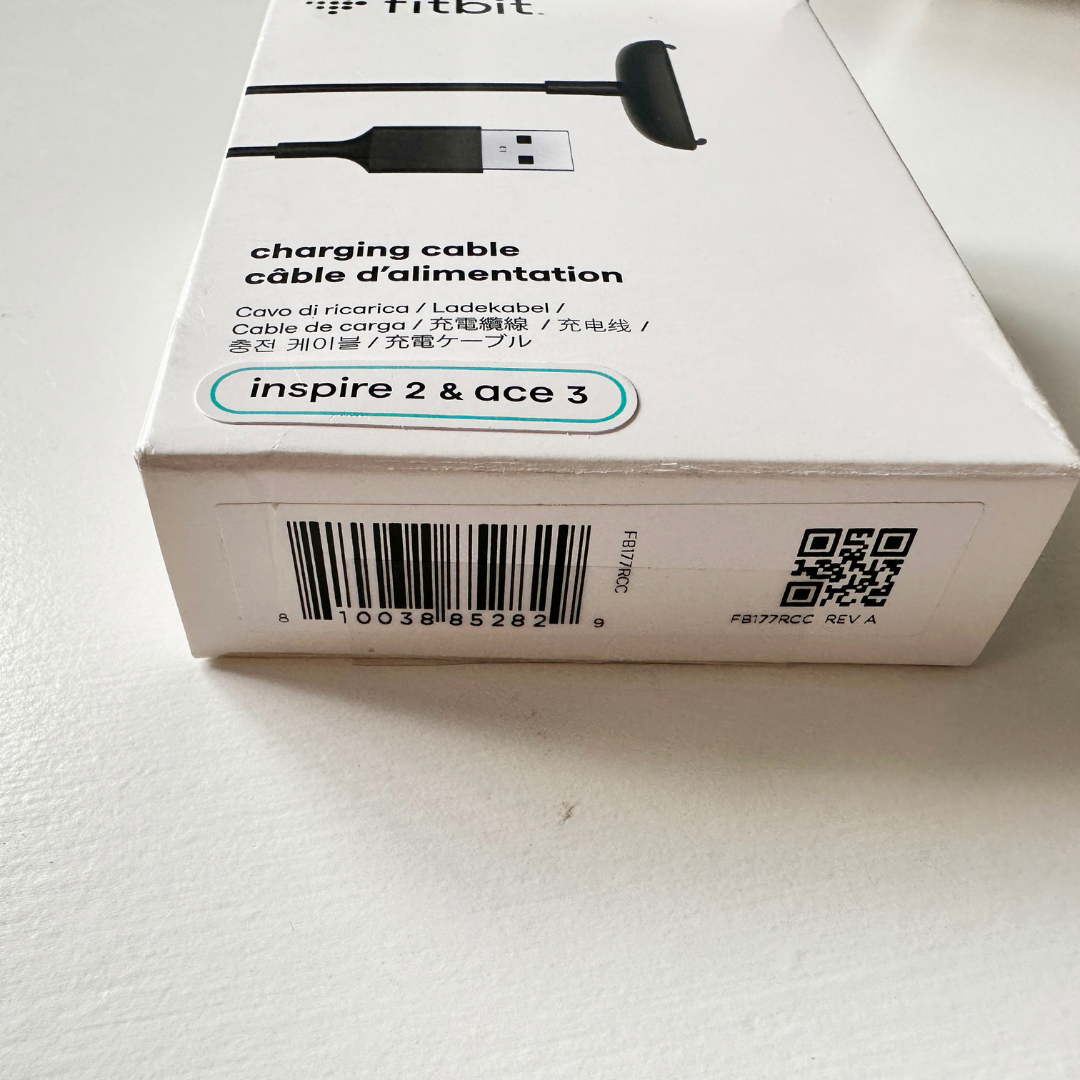 fitbit.
charging cable
câble d'alimentation
Cavo di ricarica / Ladekabel /
Cable de carga / 充電纜線 / 充电线 /
충전 케이블 / 充電ケーブル
inspire 2 & ace 3
FB177RCC
8 10038 85282 9
FB177RCC REV A